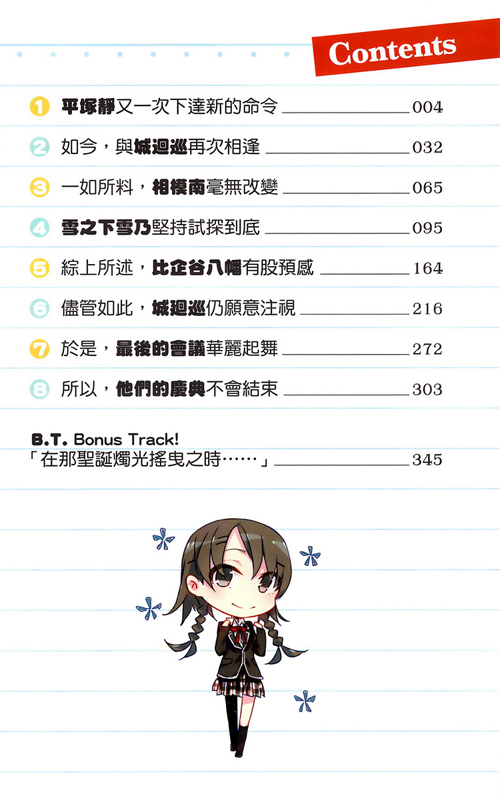 Contents
1 平塚靜又一次下達新的命令 004
2 如今，與城迴巡再次相逢 032
3 一如所料，相模南毫無改變 065
4 雪之下雪乃堅持試探到底 095
5 綜上所述，比企谷八幡有股預感 164
6 儘管如此，城迴巡仍願意注視 216
7 於是，最後的會議華麗起舞 272
8 所以，他們的慶典不會結束 303
B.T. Bonus Track!
「在那聖誕燭光搖曳之時……」 345